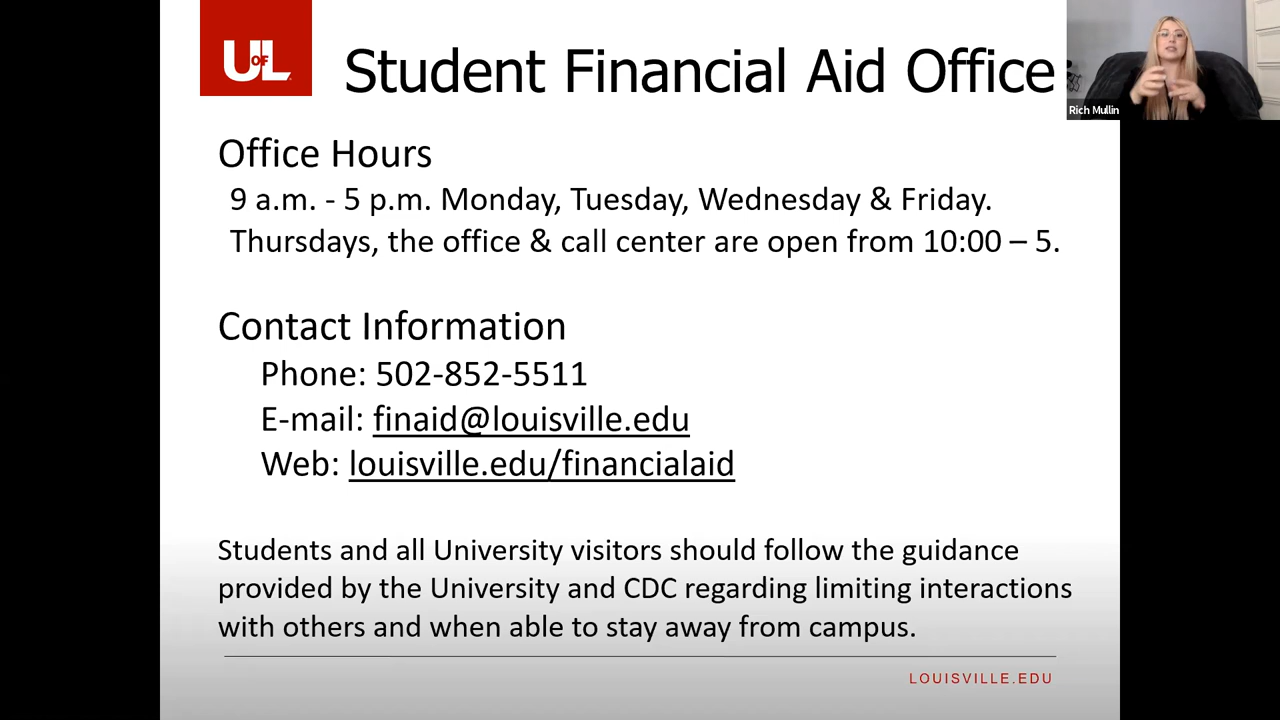 UofL
Student Financial Aid Office
Rich Mullin
Office Hours
9 a.m. - 5 p.m. Monday, Tuesday, Wednesday & Friday.
Thursdays, the office & call center are open from 10:00 – 5.
Contact Information
Phone: 502-852-5511
E-mail: finaid@louisville.edu
Web: louisville.edu/financialaid
Students and all University visitors should follow the guidance
provided by the University and CDC regarding limiting interactions
with others and when able to stay away from campus.
LOUISVILLE.EDU